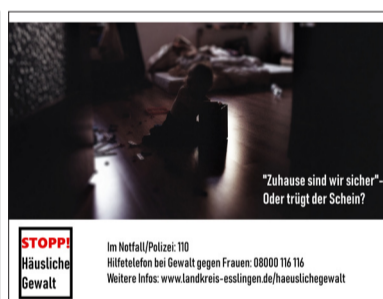 "Zuhause sind wir sicher"-
Oder trügt der Schein?
STOPP!
Häusliche
Gewalt
Im Notfall/Polizei: 110
Hilfetelefon bei Gewalt gegen Frauen: 08000 116 116
Weitere Infos: www.landkreis-esslingen.de/haeuslichegewalt